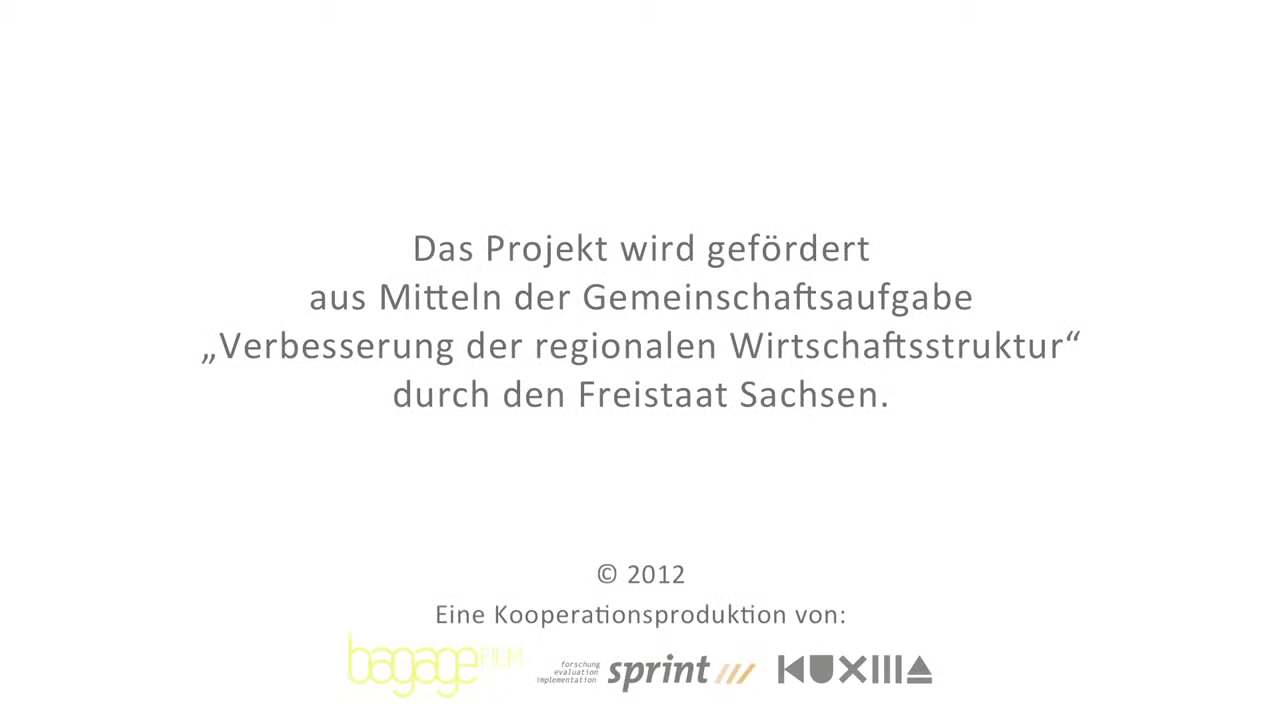 Das Projekt wird gefördert
aus Mitteln der Gemeinschaftsaufgabe
„Verbesserung der regionalen Wirtschaftsstruktur“
durch den Freistaat Sachsen.
© 2012
Eine Kooperationsproduktion von:
bagage FILM
forschung
evaluation
implementation
sprint ///
KUXMA